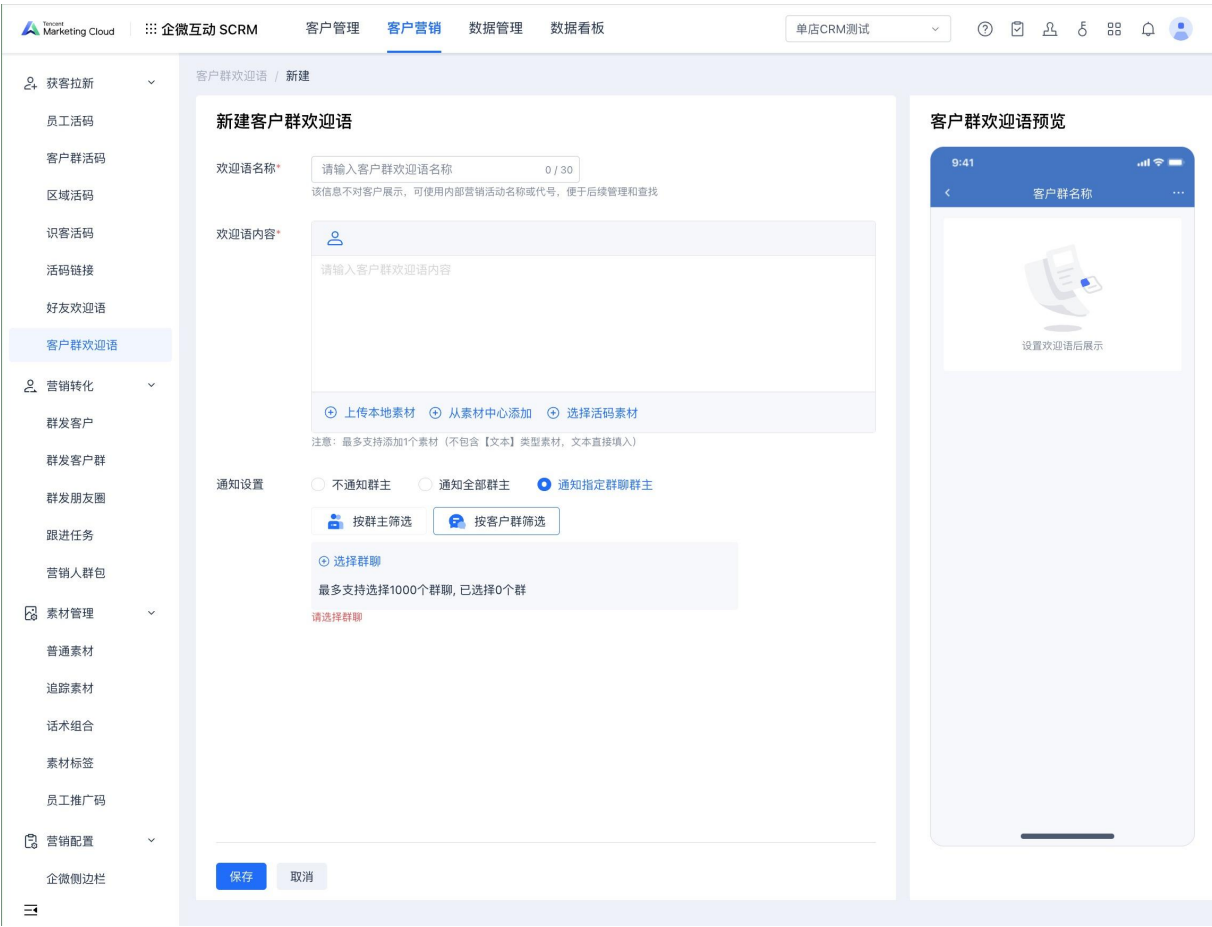 Tencent
Marketing Cloud
企微互动 SCRM
客户管理
客户营销
数据管理
数据看板
单店CRM测试
获客拉新
员工活码
客户群活码
区域活码
识客活码
活码链接
好友欢迎语
客户群欢迎语
营销转化
群发客户
群发客户群
群发朋友圈
跟进任务
营销人群包
素材管理
普通素材
追踪素材
话术组合
素材标签
员工推广码
营销配置
企微侧边栏
客户群欢迎语 / 新建
新建客户群欢迎语
欢迎语名称*
请输入客户群欢迎语名称
0 / 30
该信息不对客户展示，可使用内部营销活动名称或代号，便于后续管理和查找
欢迎语内容*
请输入客户群欢迎语内容
上传本地素材
从素材中心添加
选择活码素材
注意：最多支持添加1个素材（不包含【文本】类型素材，文本直接填入）
通知设置
不通知群主
通知全部群主
通知指定群聊群主
按群主筛选
按客户群筛选
选择群聊
最多支持选择1000个群聊, 已选择0个群
请选择群聊
保存
取消
客户群欢迎语预览
9:41
客户群名称
设置欢迎语后展示